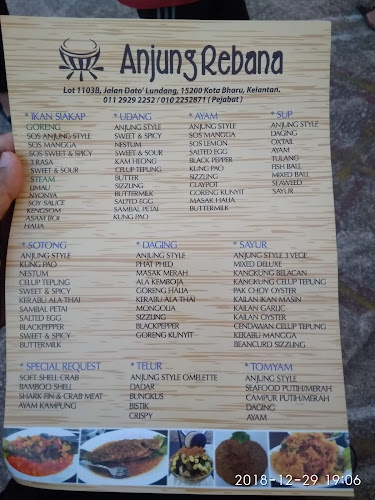 Anjung Rebana
Lot 1103B, Jalan Dato' Lundang, 15200 Kota Bharu, Kelantan.
011 2929 2252 / 010 2252871 ( Pejabat )
* IKAN SIAKAP
GORENG
SOS ANJUNG STYLE
SOS MANGGA
SOS SWEET & SPICY
3 RASA
SWEET & SOUR
STEAM
LIMAU
NYONYA
SOY SAUCE
KENGSOM
ASAM BOI
HALIA
* UDANG
ANJUNG STYLE
SWEET & SPICY
NESTUM
SWEET & SOUR
KAM HEONG
CELUP TEPUNG
BUTTER
SIZZLING
BUTTERMILK
SALTED EGG
SAMBAL PETAI
KUNG PAO
* AYAM
ANJUNG STYLE
SOS MANGGA
SOS LEMON
SALTED EGG
BLACK PEPPER
KUNG PAO
SIZZLING
CLAYPOT
GORENG KUNYIT
MASAK HALIA
BUTTERMILK
* SUP
ANJUNG STYLE
DAGING
OXTAIL
AYAM
TULANG
FISH BALL
MIXED BALL
SEAWEED
SAYUR
* SOTONG
ANJUNG STYLE
KUNG PAO
NESTUM
CELUP TEPUNG
SWEET & SPICY
KERABU ALA THAI
SAMBAL PETAI
SALTED EGG
BLACKPEPPER
SWEET & SPICY
BUTTERMILK
* DAGING
ANJUNG STYLE
PHAT PHED
MASAK MERAH
ALA KEMBOJA
GORENG HALIA
KERABU ALA THAI
MONGOLIA
SIZZLING
BLACKPEPPER
GORENG KUNYIT
* SAYUR
ANJUNG STYLE 3 VEGE
MIXED DELUXE
KANGKUNG BELACAN
KANGKUNG CELUP TEPUNG
PAK CHOY OYSTER
KAILAN IKAN MASIN
KAILAN GARLIC
KAILAN OYSTER
CENDAWAN CELUP TEPUNG
KERABU MANGGA
BEANCURD SIZZLING
* SPECIAL REQUEST
SOFT SHELL CRAB
BAMBOO SHELL
SHARK FIN & CRAB MEAT
AYAM KAMPUNG
* TELUR
ANJUNG STYLE OMELETTE
DADAR
BUNGKUS
BISTIK
CRISPY
* TOMYAM
ANJUNG STYLE
SEAFOOD PUTIH/MERAH
CAMPUR PUTIH/MERAH
DAGING
AYAM
2018-12-29 19:06